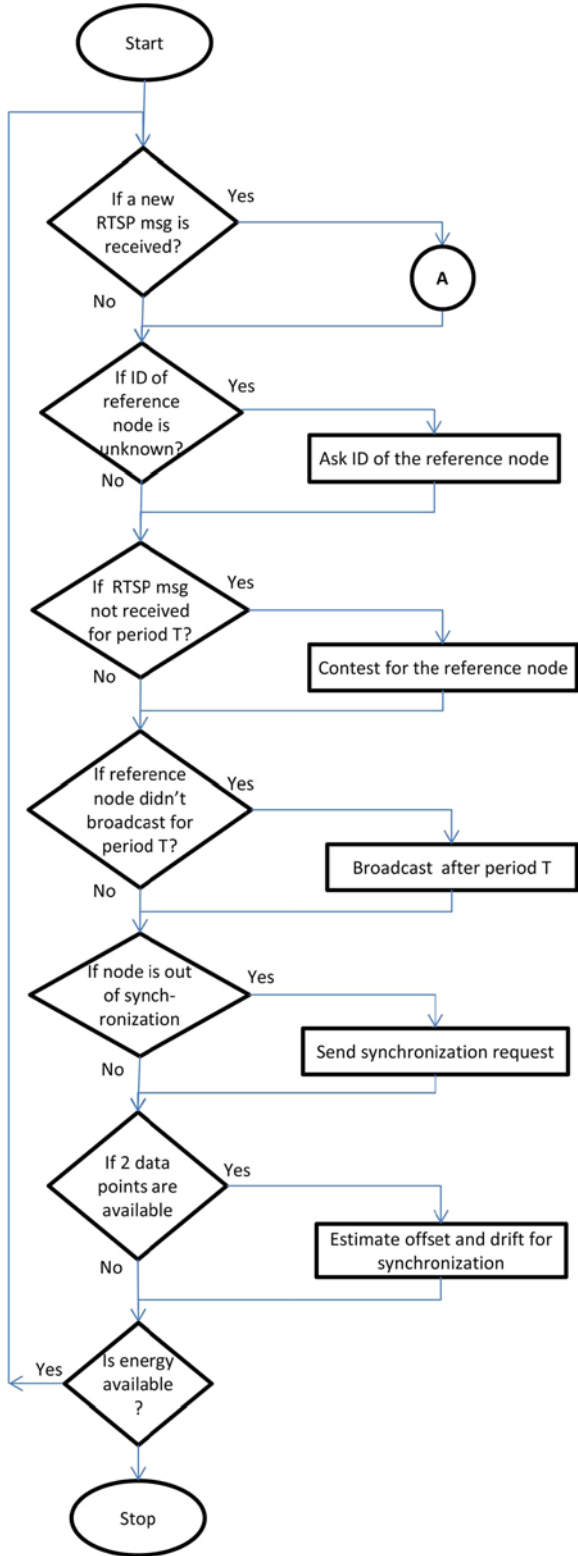 Start
If a new
RTSP msg is
received?
Yes
A
No
If ID of
reference
node is
unknown?
Yes
Ask ID of the reference node
No
If RTSP msg
not received
for period T?
Yes
Contest for the reference node
No
If reference
node didn't
broadcast for
period T?
Yes
Broadcast after period T
No
If node is out
of synch-
ronization
Yes
Send synchronization request
No
If 2 data
points are
available
Yes
Estimate offset and drift for
synchronization
No
Is energy
available
?
Yes
Stop